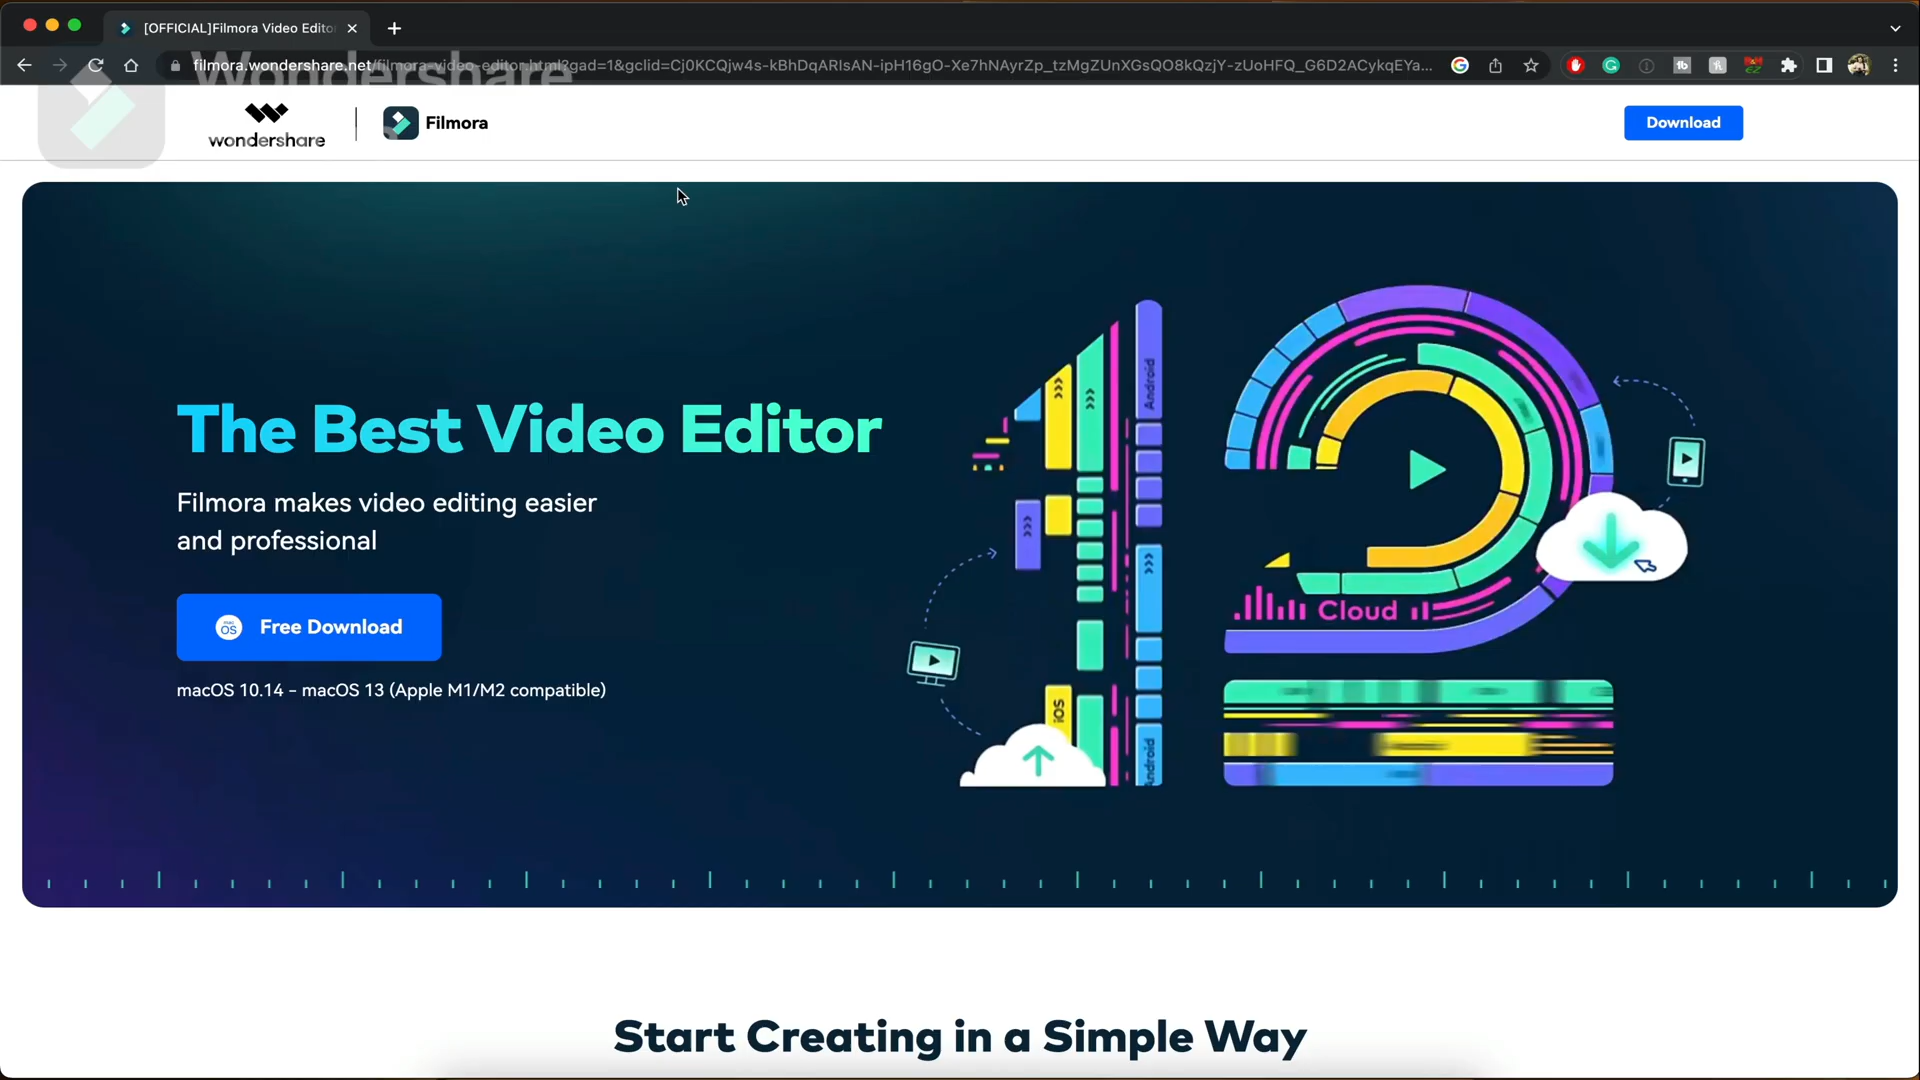 [OFFICIAL]Filmora Video Edito
Wondershare
filmora.wondershare.net/filmora-video-editor.html?gad=1&gclid=Cj0KCQjw4s-kBhDqARIsAN-ipH16gO-Xe7hNAyrZp_tzMgZUnXGsQO8kQzjY-zUoHFQ_G6D2ACykqEYa...
wondershare
Filmora
Download
The Best Video Editor
Filmora makes video editing easier
and professional
macOS
Free Download
macOS 10.14 - macOS 13 (Apple M1/M2 compatible)
Android
Cloud
iOS
Android
Start Creating in a Simple Way